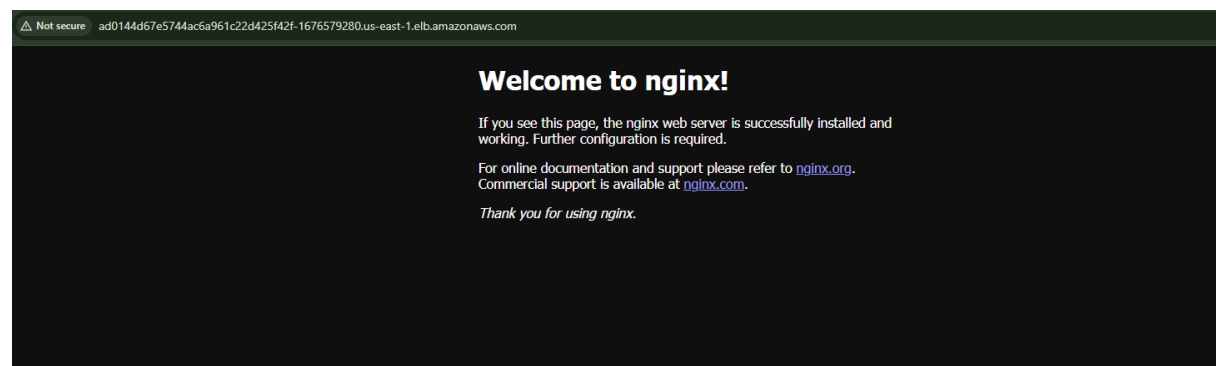 Not secure ad0144d67e5744ac6a961c22d425f42f-1676579280.us-east-1.elb.amazonaws.com
Welcome to nginx!
If you see this page, the nginx web server is successfully installed and
working. Further configuration is required.
For online documentation and support please refer to nginx.org.
Commercial support is available at nginx.com.
Thank you for using nginx.